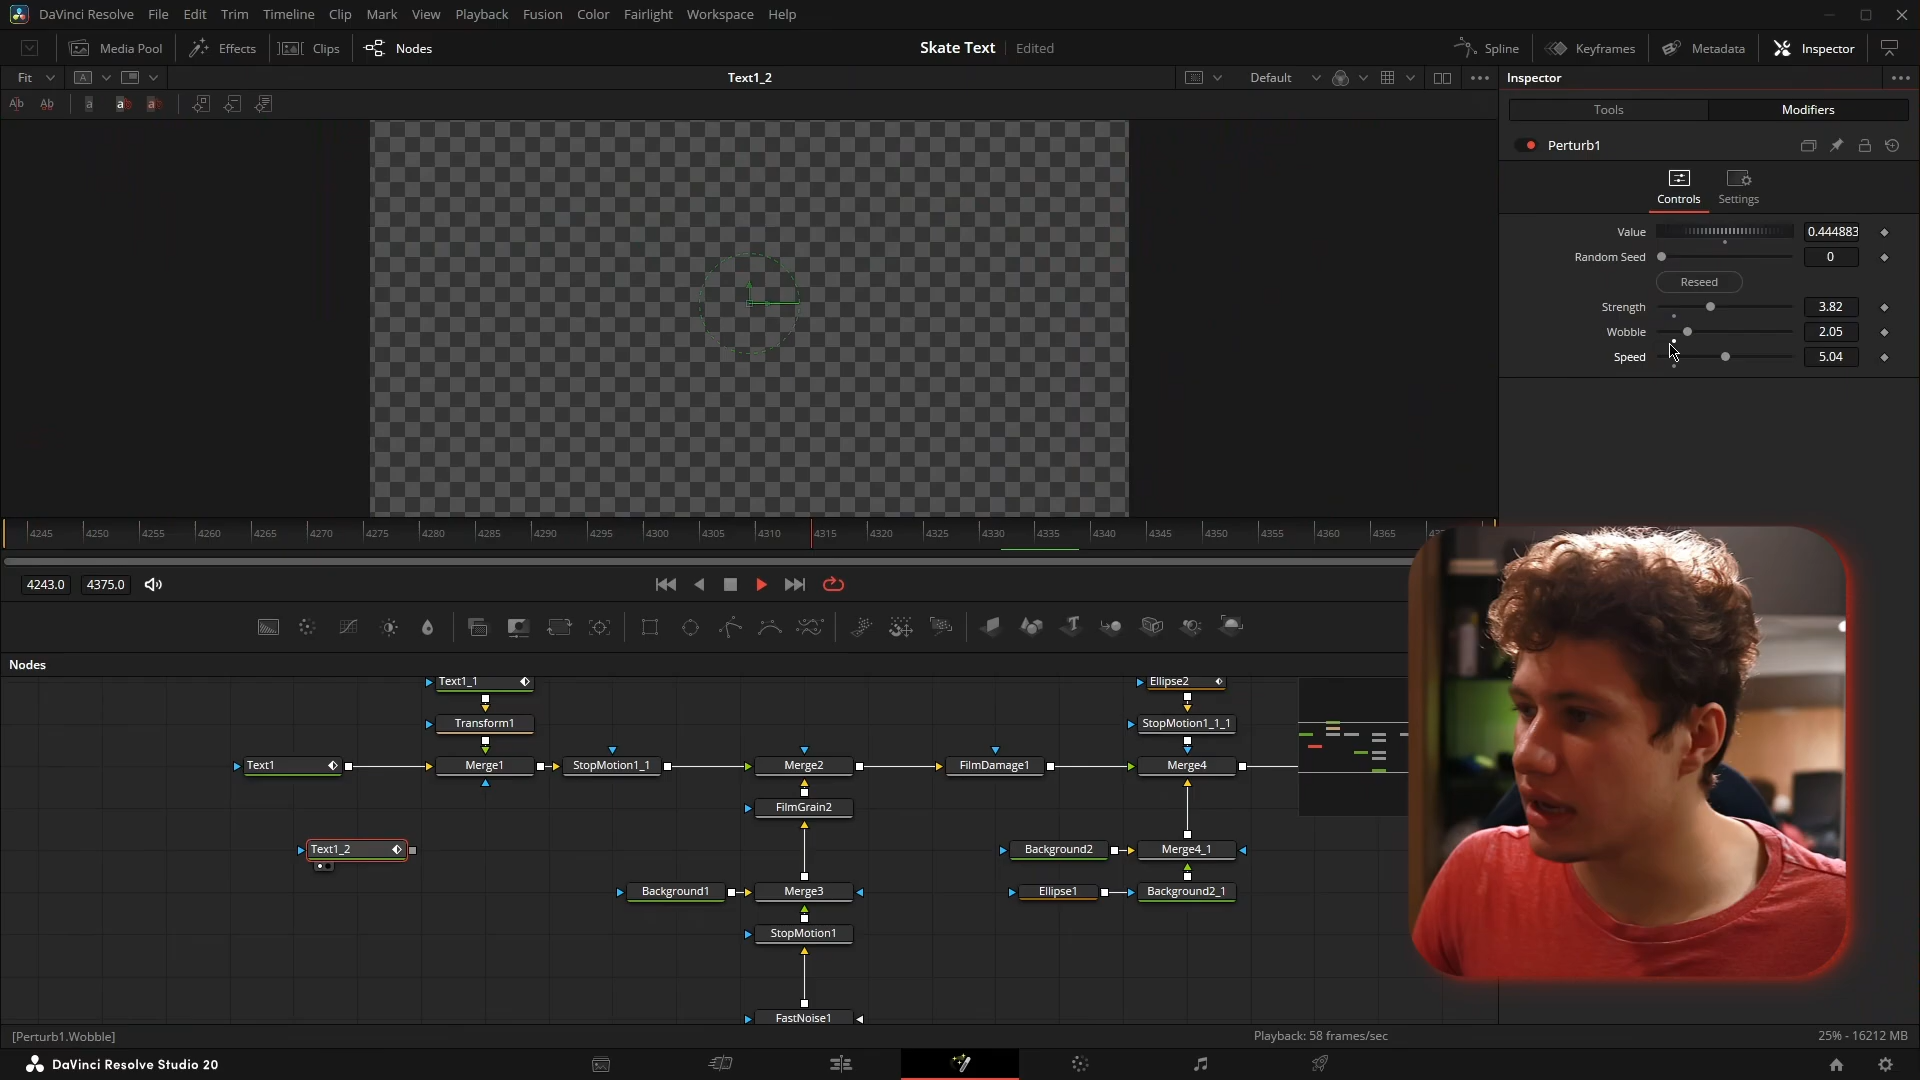 DaVinci Resolve File Edit Trim Timeline Clip Mark View Playback Fusion Color Fairlight Workspace Help
Media Pool Effects Clips Nodes Skate Text Edited Spline Keyframes Metadata Inspector
Fit A Text1_2 Default Inspector
Tools Modifiers
Perturb1
Controls Settings
Value 0.444883
Random Seed 0
Reseed
Strength 3.82
Wobble 2.05
Speed 5.04
4245 4250 4255 4260 4265 4270 4275 4280 4285 4290 4295 4300 4305 4310 4315 4320 4325 4330 4335 4340 4345 4350 4355 4360 4365
4243.0 4375.0
Nodes
Text1_1 Ellipse2
Transform1 StopMotion1_1_1
Text1 Merge1 StopMotion1_1 Merge2 FilmDamage1 Merge4
FilmGrain2
Text1_2 Background2 Merge4_1
Background1 Merge3 Ellipse1 Background2_1
StopMotion1
FastNoise1
[Perturb1.Wobble] Playback: 58 frames/sec 25% - 16212 MB
DaVinci Resolve Studio 20